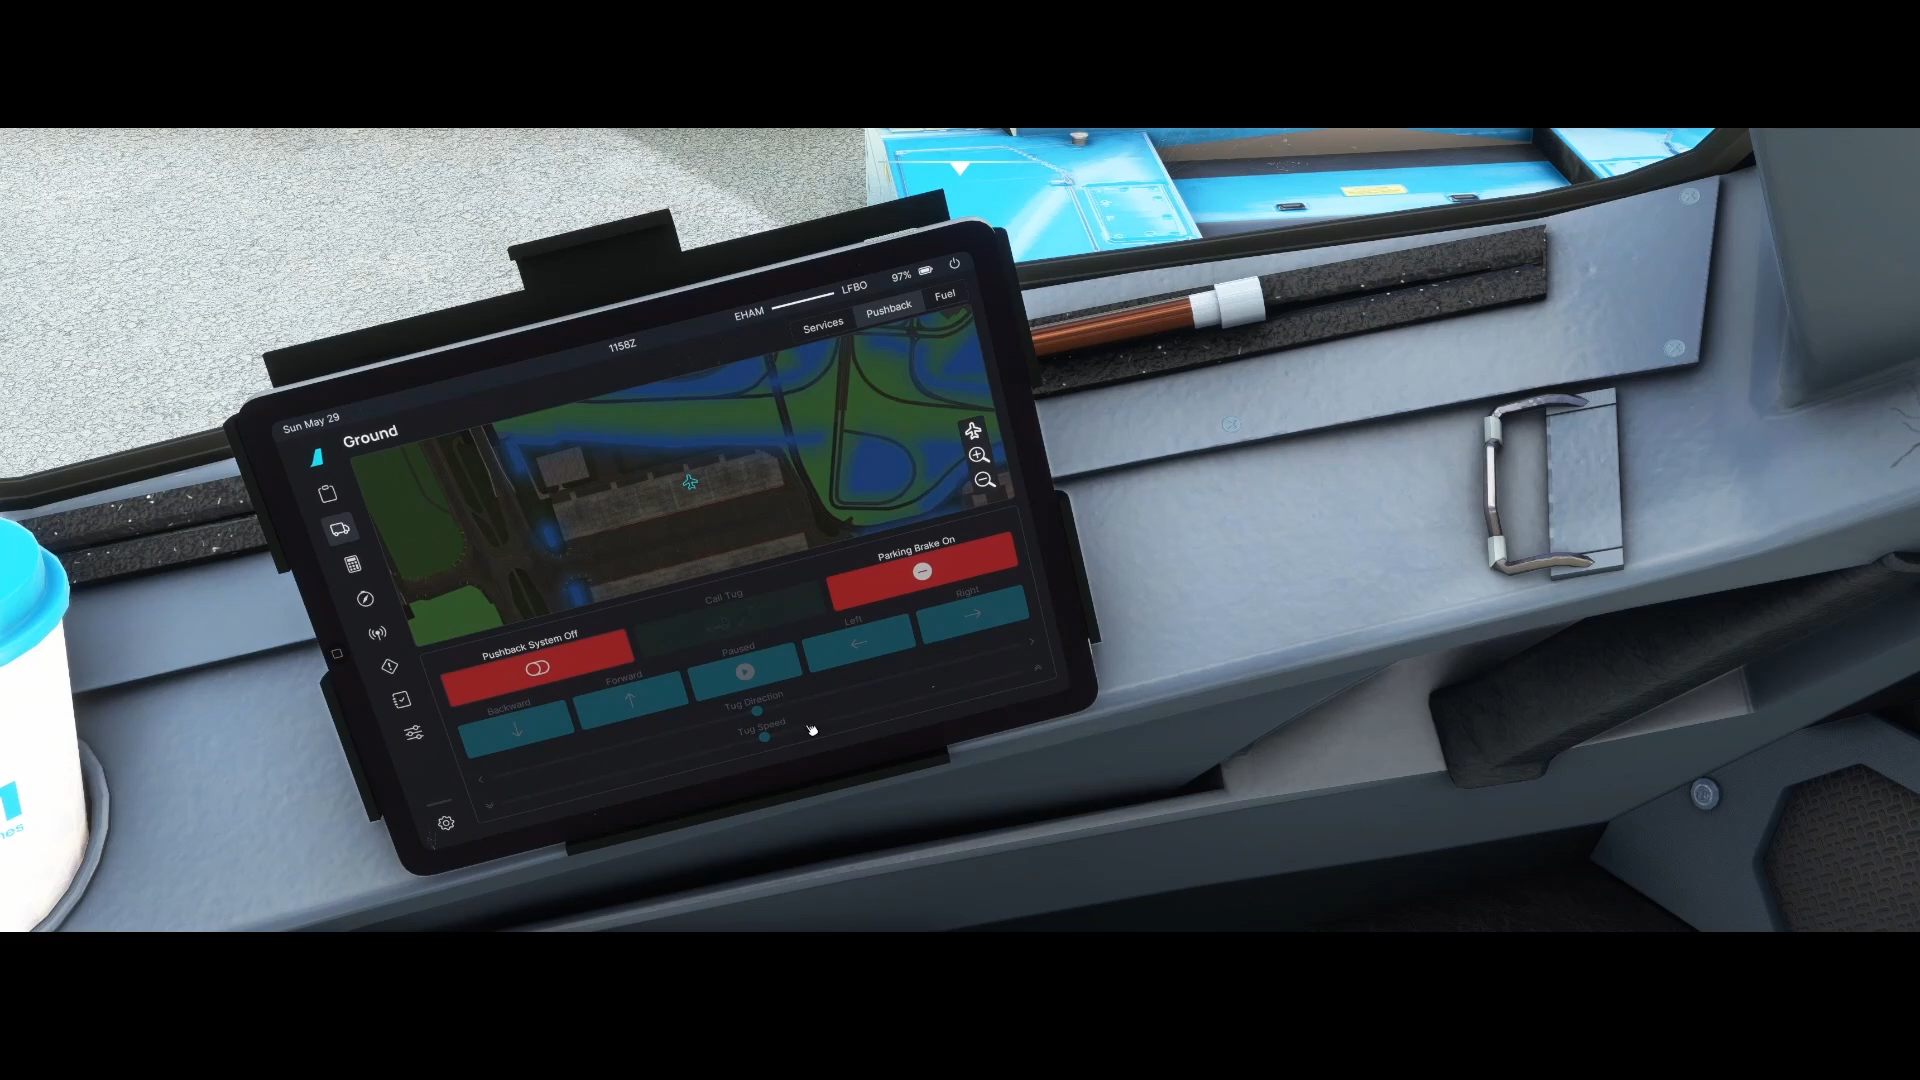 Sun May 29
1158Z
EHAM
LFBO
97%
Ground
Services
Pushback
Fuel
Pushback System Off
Call Tug
Parking Brake On
Backward
Forward
Paused
Left
Right
Tug Direction
Tug Speed
nes